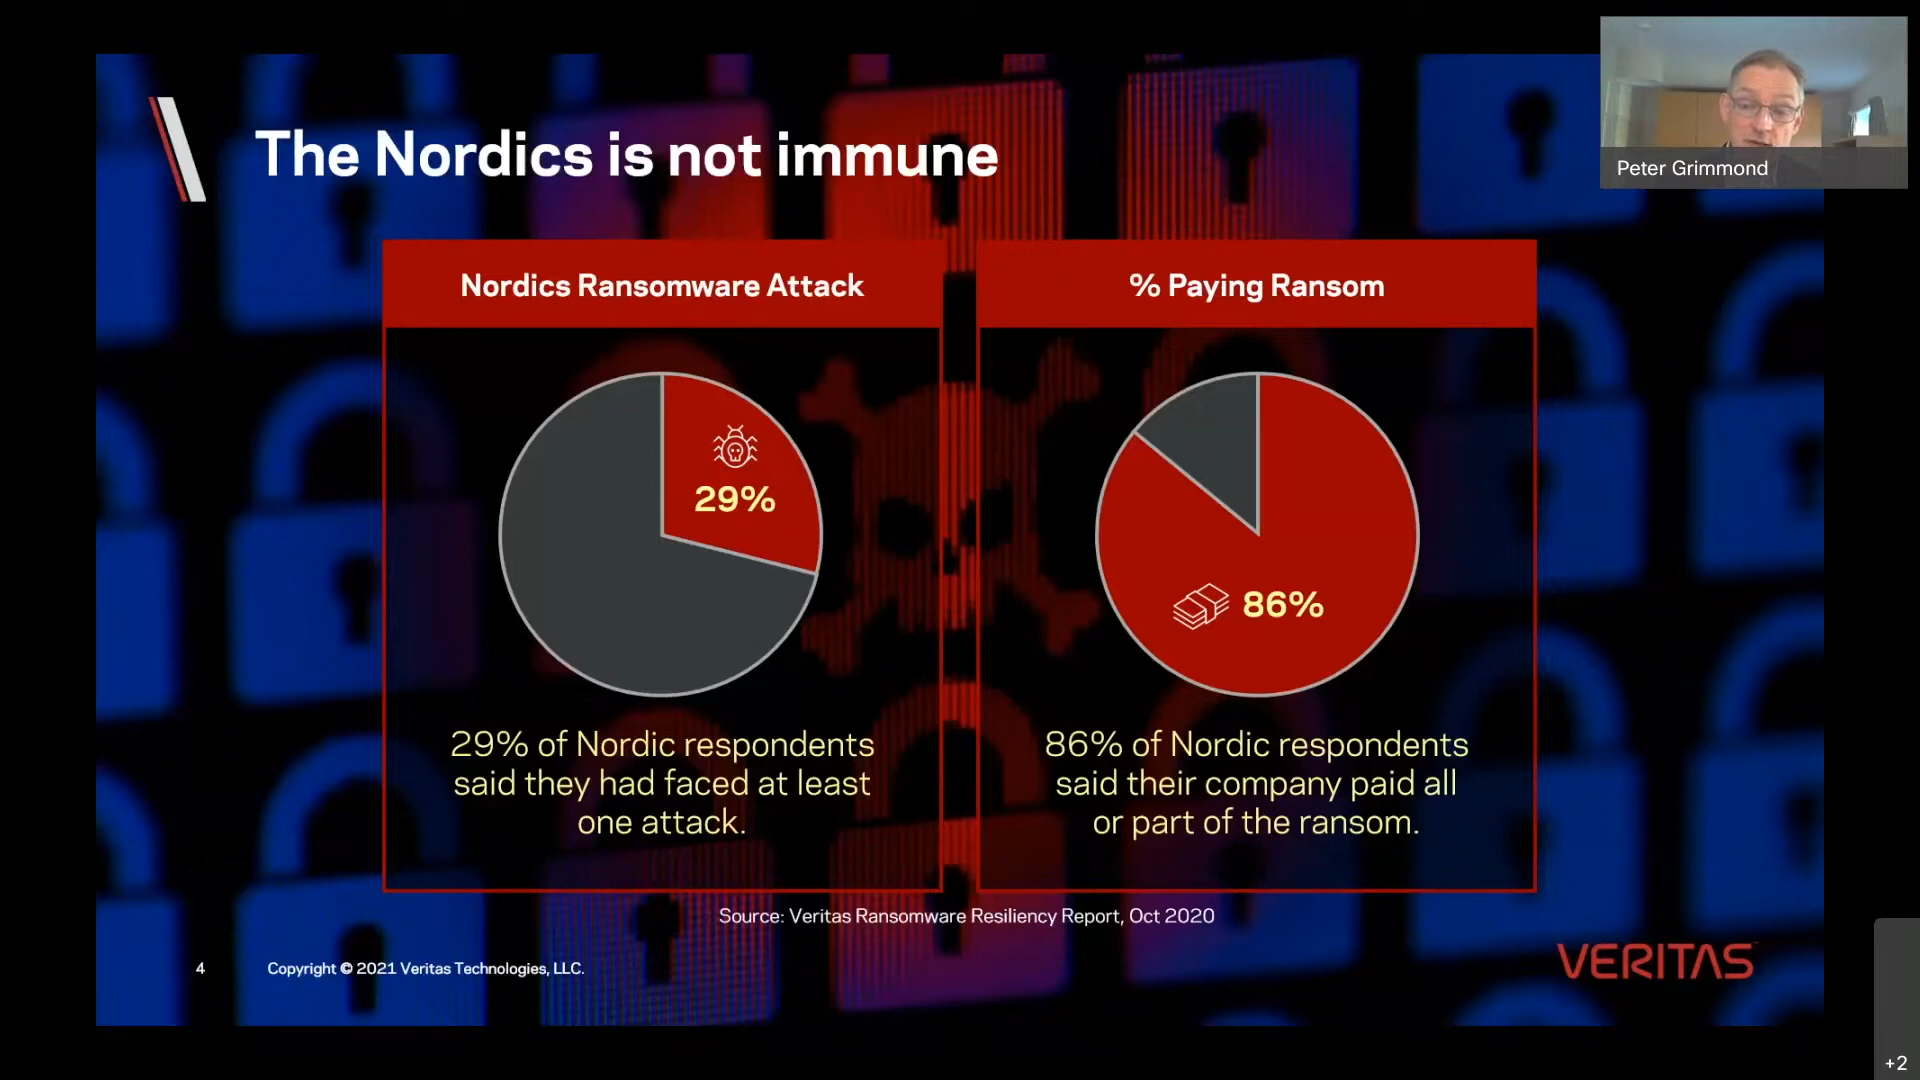 Peter Grimmond
The Nordics is not immune
Nordics Ransomware Attack
29%
29% of Nordic respondents
said they had faced at least
one attack.
% Paying Ransom
86%
86% of Nordic respondents
said their company paid all
or part of the ransom.
Source: Veritas Ransomware Resiliency Report, Oct 2020
4
Copyright © 2021 Veritas Technologies, LLC.
VERITAS
+2